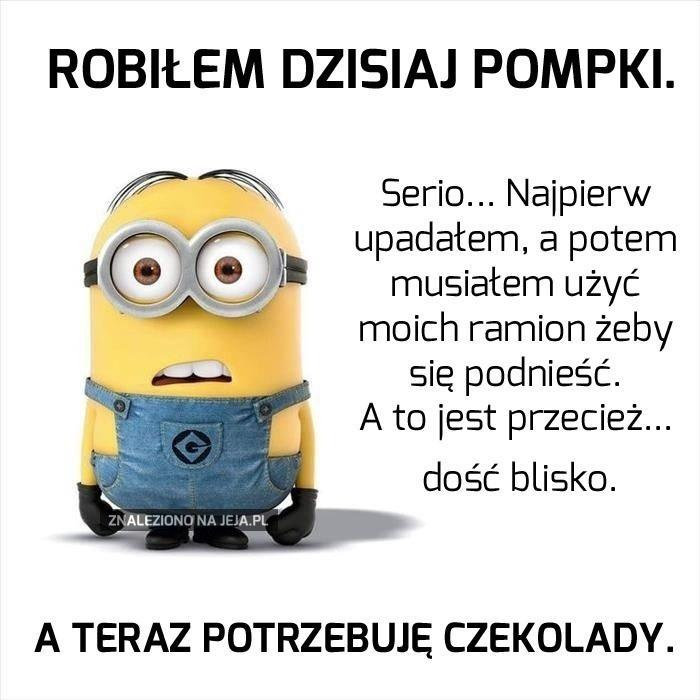 ROBIŁEM DZISIAJ POMPKI.
Serio... Najpierw
upadałem, a potem
musiałem użyć
moich ramion żeby
się podnieść.
A to jest przecież...
dość blisko.
ZNALEZIONO NA JEJA.PL
A TERAZ POTRZEBUJĘ CZEKOLADY.